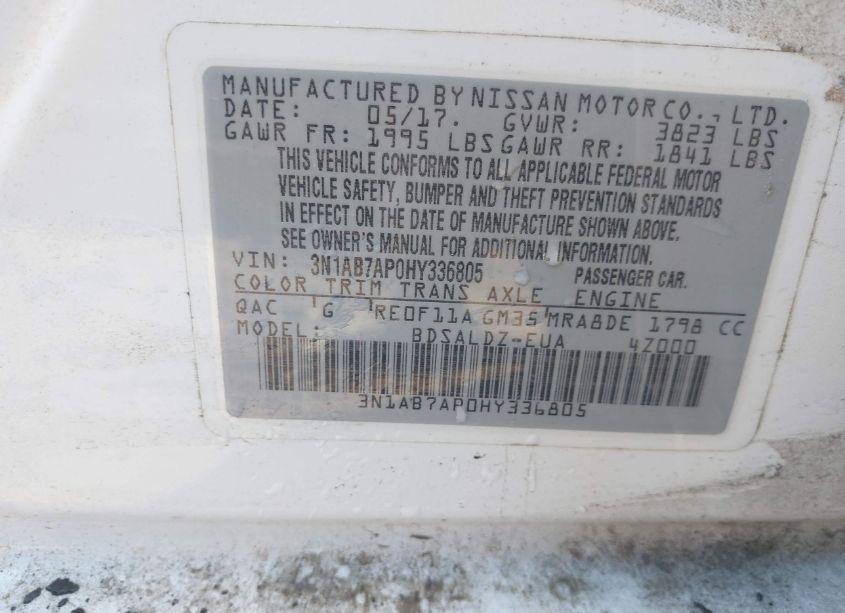 MANUFACTURED BY NISSAN MOTOR CO., LTD.
DATE: 05/17. GVWR: 3823 LBS
GAWR FR: 1995 LBS GAWR RR: 1841 LBS
THIS VEHICLE CONFORMS TO ALL APPLICABLE FEDERAL MOTOR
VEHICLE SAFETY, BUMPER AND THEFT PREVENTION STANDARDS
IN EFFECT ON THE DATE OF MANUFACTURE SHOWN ABOVE.
SEE OWNER'S MANUAL FOR ADDITIONAL INFORMATION.
VIN: 3N1AB7AP0HY336805 PASSENGER CAR.
COLOR TRIM TRANS AXLE ENGINE
QAC G RE0F11A GM35 MRA8DE 1798 CC
MODEL: BDSALDZ-EUA 4Z000
3N1AB7AP0HY336805